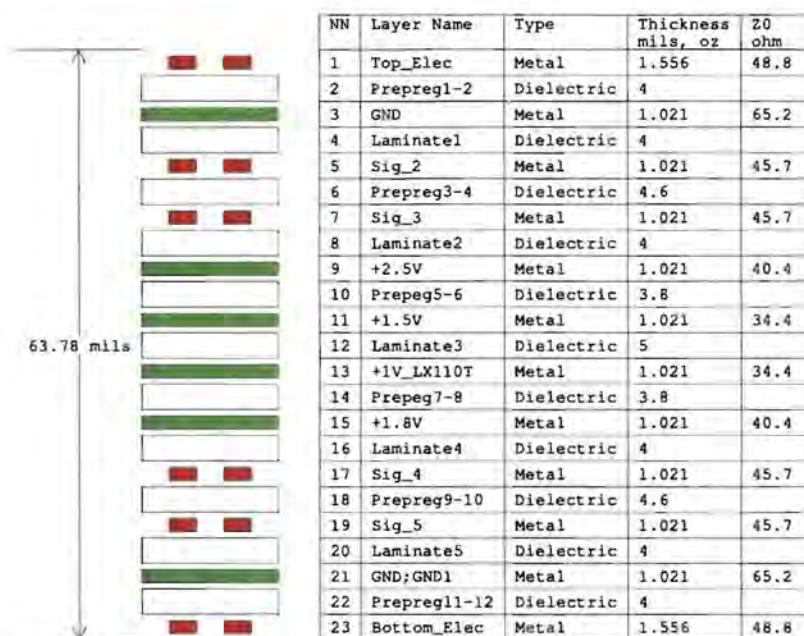 NN Layer Name Type Thickness Z0
mils, oz ohm
1 Top_Elec Metal 1.556 48.8
2 Prepreg1-2 Dielectric 4
3 GND Metal 1.021 65.2
4 Laminate1 Dielectric 4
5 Sig_2 Metal 1.021 45.7
6 Prepreg3-4 Dielectric 4.6
7 Sig_3 Metal 1.021 45.7
8 Laminate2 Dielectric 4
9 +2.5V Metal 1.021 40.4
10 Prepeg5-6 Dielectric 3.8
11 +1.5V Metal 1.021 34.4
63.78 mils
12 Laminate3 Dielectric 5
13 +1V_LX110T Metal 1.021 34.4
14 Prepeg7-8 Dielectric 3.8
15 +1.8V Metal 1.021 40.4
16 Laminate4 Dielectric 4
17 Sig_4 Metal 1.021 45.7
18 Prepreg9-10 Dielectric 4.6
19 Sig_5 Metal 1.021 45.7
20 Laminate5 Dielectric 4
21 GND;GND1 Metal 1.021 65.2
22 Prepreg11-12 Dielectric 4
23 Bottom_Elec Metal 1.556 48.8